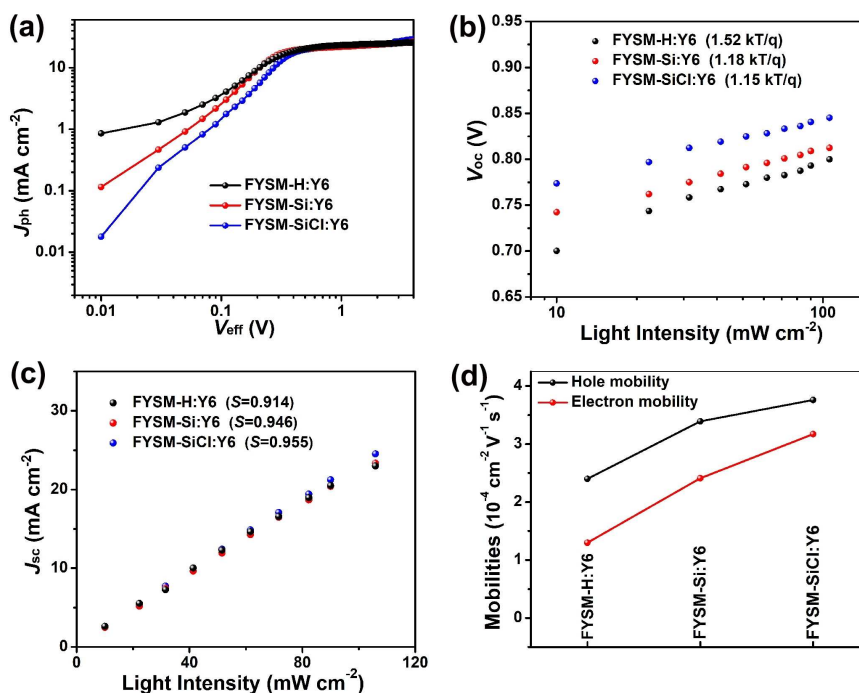 (a)
10
1
0.1
0.01
J_ph (mA cm⁻²)
FYSM-H:Y6
FYSM-Si:Y6
FYSM-SiCl:Y6
0.01 0.1 1
V_eff (V)
(b)
FYSM-H:Y6 (1.52 kT/q)
FYSM-Si:Y6 (1.18 kT/q)
FYSM-SiCl:Y6 (1.15 kT/q)
0.95
0.90
0.85
0.80
0.75
0.70
0.65
V_oc (V)
10 100
Light Intensity (mW cm⁻²)
(c)
FYSM-H:Y6 (S=0.914)
FYSM-Si:Y6 (S=0.946)
FYSM-SiCl:Y6 (S=0.955)
30
20
10
0
J_sc (mA cm⁻²)
0 40 80 120
Light Intensity (mW cm⁻²)
(d)
Hole mobility
Electron mobility
4
3
2
1
0
Mobilities (10⁻⁴ cm⁻² V⁻¹ s⁻¹)
FYSM-H:Y6
FYSM-Si:Y6
FYSM-SiCl:Y6